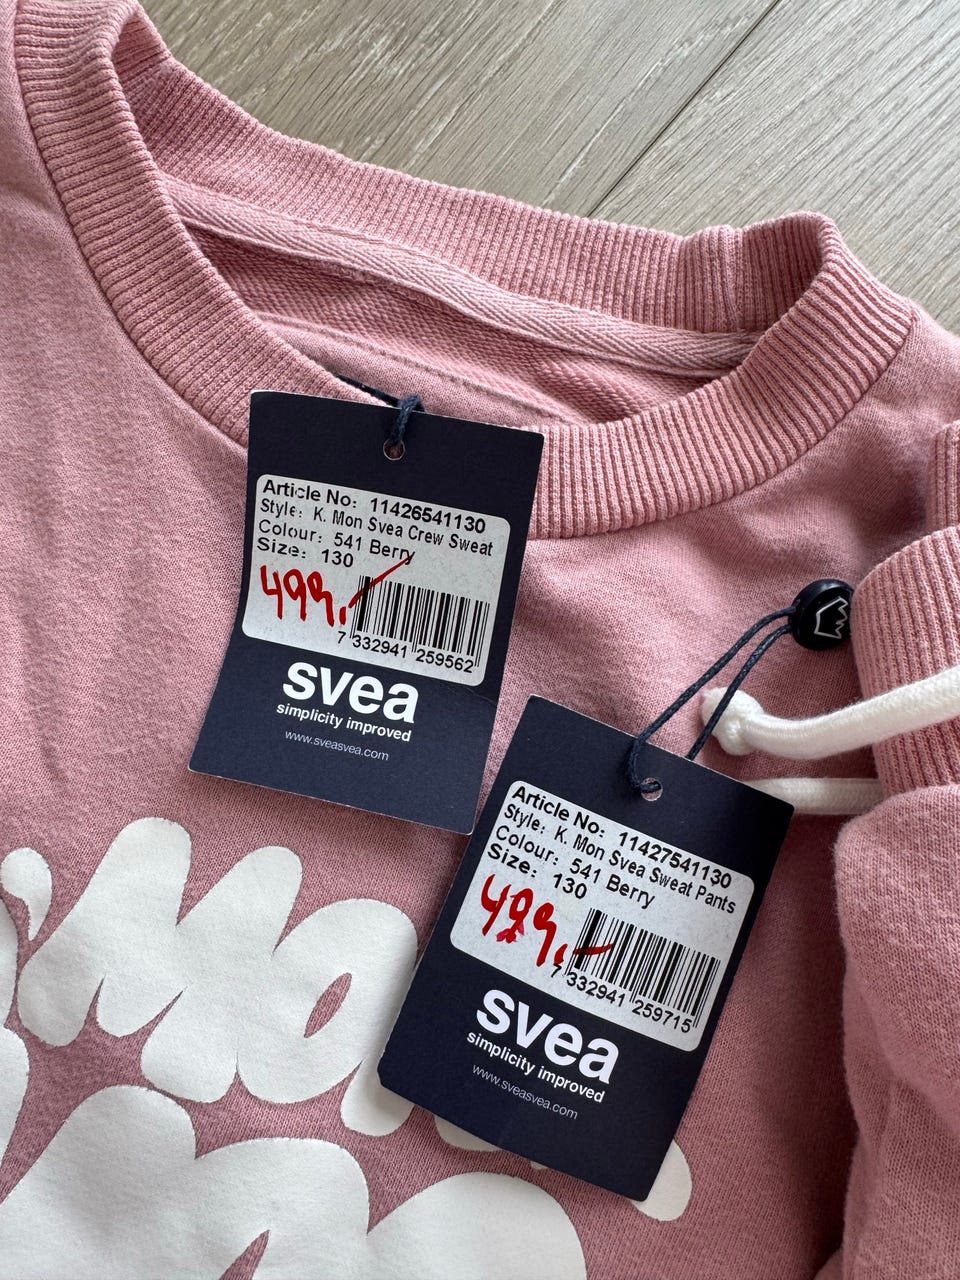 Article No: 11426541130
Style: K. Mon Svea Crew Sweat
Colour: 541 Berry
Size: 130
499,-
7 332941 259562
svea
simplicity improved
www.sveasvea.com
Article No: 11427541130
Style: K. Mon Svea Sweat Pants
Colour: 541 Berry
Size: 130
499,-
7 332941 259715
svea
simplicity improved
www.sveasvea.com